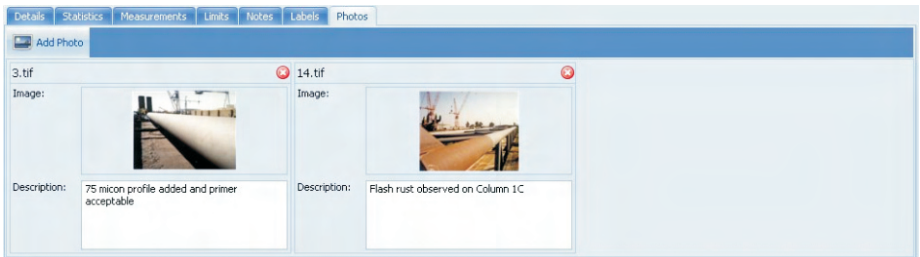 Details Statistics Measurements Limits Notes Labels Photos
Add Photo
3.tif
Image:
Description:
75 micon profile added and primer
acceptable
14.tif
Image:
Description:
Flash rust observed on Column 1C